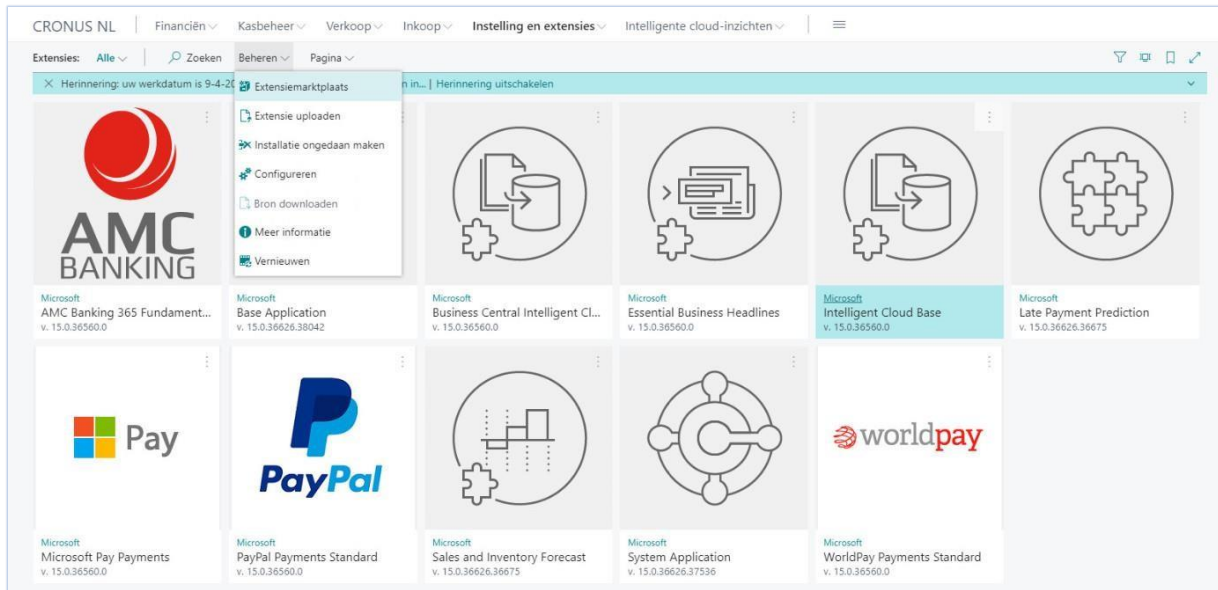 CRONUS NL Financiën Kasbeheer Verkoop Inkoop Instelling en extensies Intelligente cloud-inzichten
Extensies: Alle Zoeken Beheren Pagina
Herinnering: uw werkdatum is 9-4-20 n in... | Herinnering uitschakelen
Extensiemarktplaats
Extensie uploaden
Installatie ongedaan maken
Configureren
Bron downloaden
Meer informatie
Vernieuwen
AMC
BANKING
Microsoft
AMC Banking 365 Fundament...
v. 15.0.36560.0
Microsoft
Base Application
v. 15.0.36626.38042
Microsoft
Business Central Intelligent Cl...
v. 15.0.36560.0
Microsoft
Essential Business Headlines
v. 15.0.36560.0
Microsoft
Intelligent Cloud Base
v. 15.0.36560.0
Microsoft
Late Payment Prediction
v. 15.0.36626.36675
Pay
PayPal
worldpay
Microsoft
Microsoft Pay Payments
v. 15.0.36560.0
Microsoft
PayPal Payments Standard
v. 15.0.36560.0
Microsoft
Sales and Inventory Forecast
v. 15.0.36626.36675
Microsoft
System Application
v. 15.0.36626.37536
Microsoft
WorldPay Payments Standard
v. 15.0.36560.0